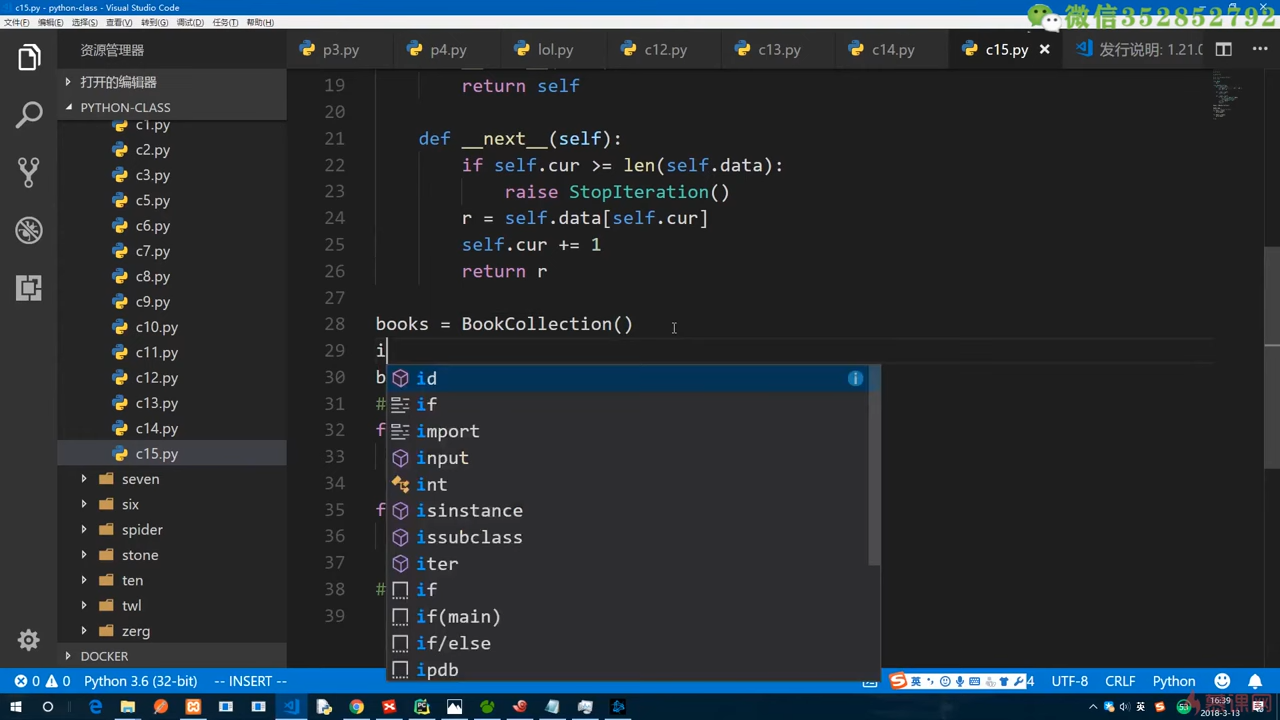 c15.py - python-class - Visual Studio Code
微信352852792
文件(F) 编辑(E) 选择(S) 查看(V) 转到(G) 调试(D) 任务(T) 帮助(H)
资源管理器
p3.py
p4.py
lol.py
c12.py
c13.py
c14.py
c15.py
发行说明: 1.21.0
打开的编辑器
PYTHON-CLASS
c1.py
c2.py
c3.py
c5.py
c6.py
c7.py
c8.py
c9.py
c10.py
c11.py
c12.py
c13.py
c14.py
c15.py
seven
six
spider
stone
ten
twl
zerg
DOCKER
19 return self
20
21 def __next__(self):
22 if self.cur >= len(self.data):
23 raise StopIteration()
24 r = self.data[self.cur]
25 self.cur += 1
26 return r
27
28 books = BookCollection()
29 i
30 b
31 #
32 f
33
34
35 f
36
37
38 #
39
id
if
import
input
int
isinstance
issubclass
iter
if
if(main)
if/else
ipdb
0 0 Python 3.6 (32-bit) -- INSERT --
英
4 UTF-8 CRLF Python
英
16:39
2018-3-13